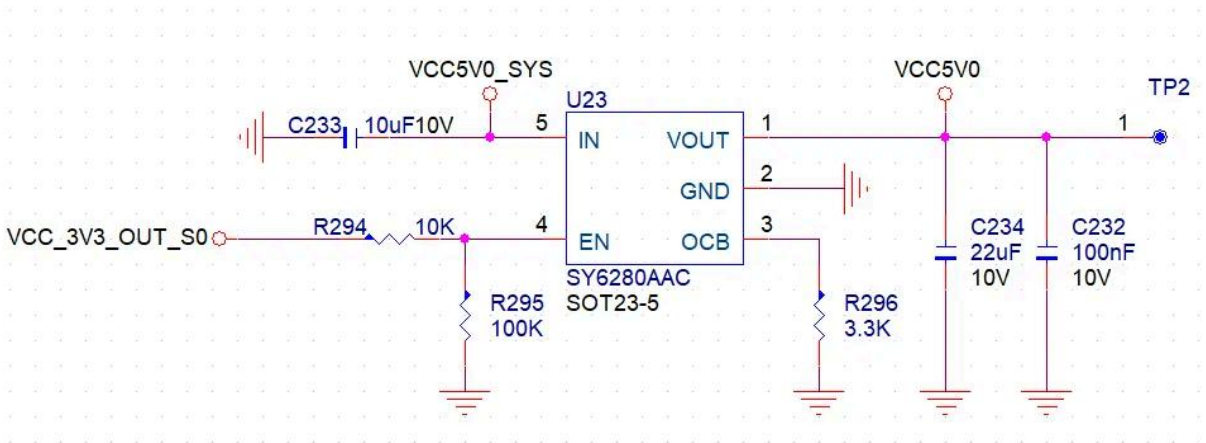 VCC5V0_SYS
VCC5V0
TP2
U23
C233
10uF10V
5
IN
VOUT
1
1
GND
2
VCC_3V3_OUT_S0
R294
10K
4
EN
OCB
3
C234
22uF
10V
C232
100nF
10V
SY6280AAC
SOT23-5
R295
100K
R296
3.3K